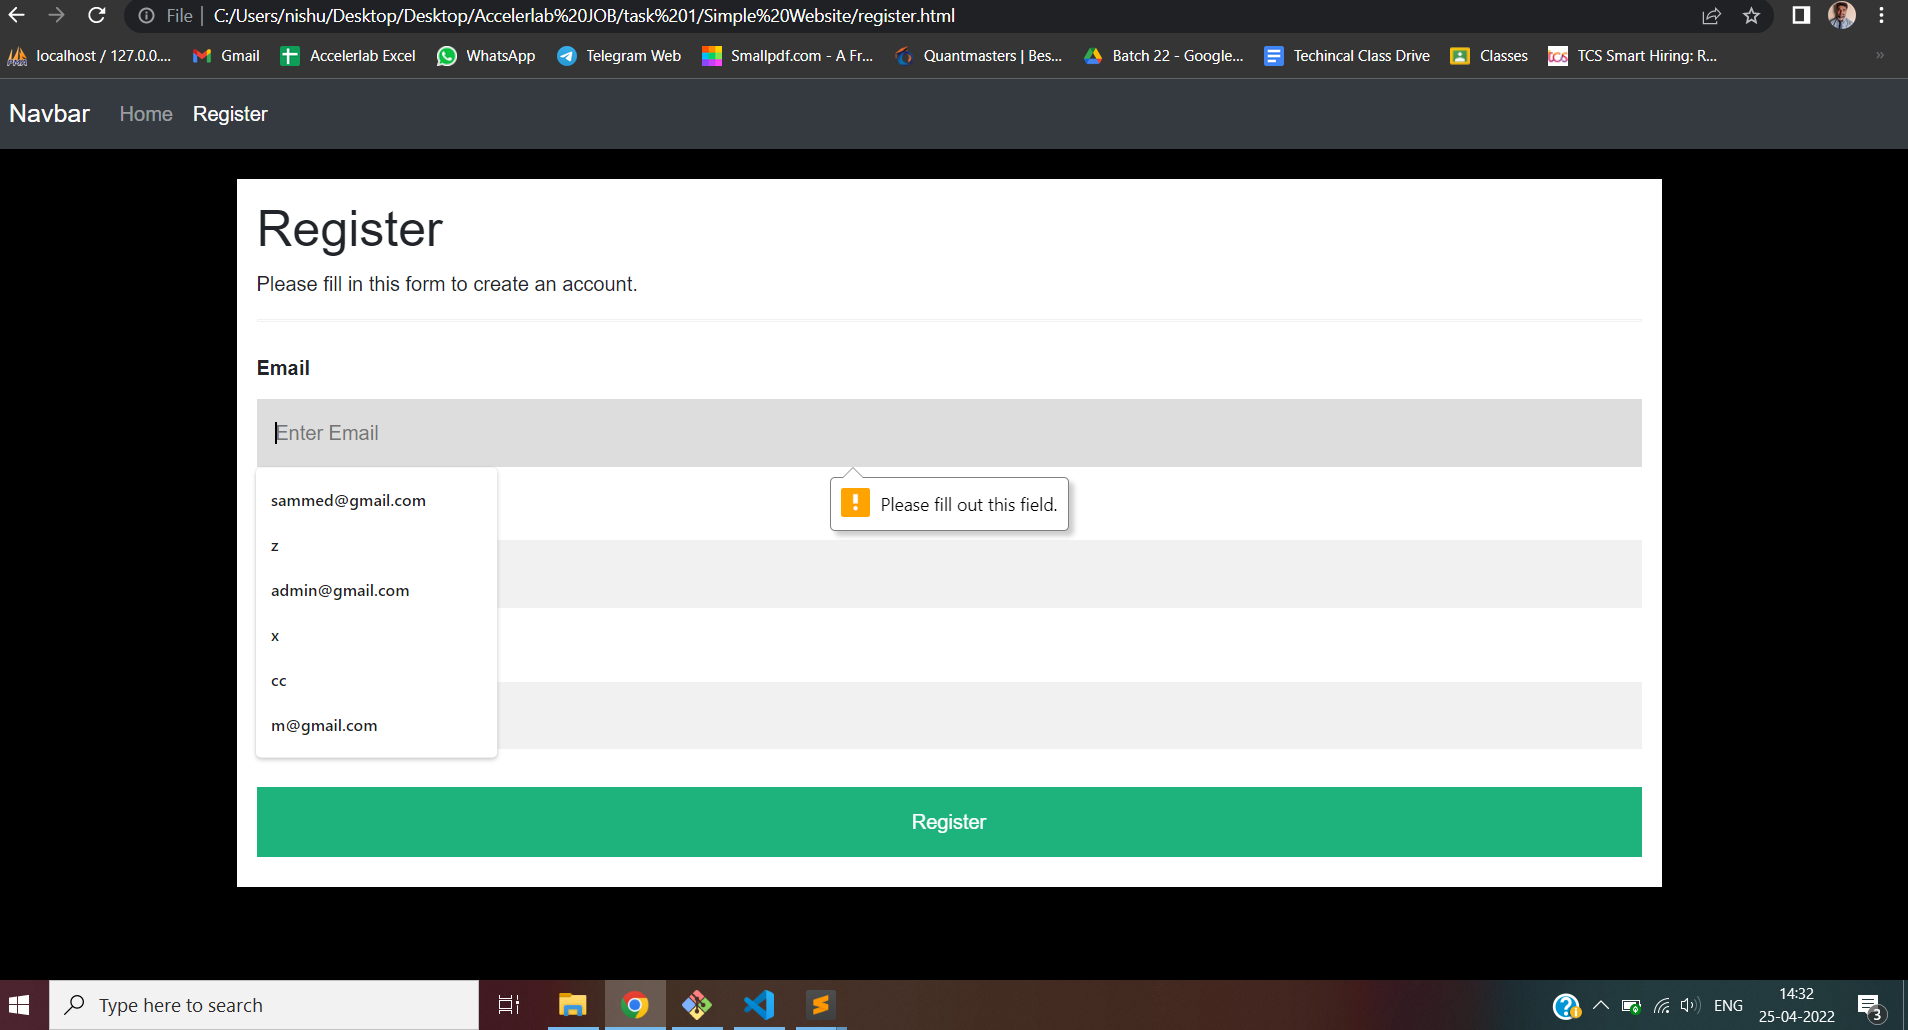 File | C:/Users/nishu/Desktop/Desktop/Accelerlab%20JOB/task%201/Simple%20Website/register.html
localhost / 127.0.0.... Gmail Accelerlab Excel WhatsApp Telegram Web Smallpdf.com - A Fr... Quantmasters | Bes... Batch 22 - Google... Techincal Class Drive Classes tcs TCS Smart Hiring: R... »
Navbar Home Register
Register
Please fill in this form to create an account.
Email
Enter Email
sammed@gmail.com
Please fill out this field.
z
admin@gmail.com
x
cc
m@gmail.com
Register
Type here to search
ENG
14:32
25-04-2022
3